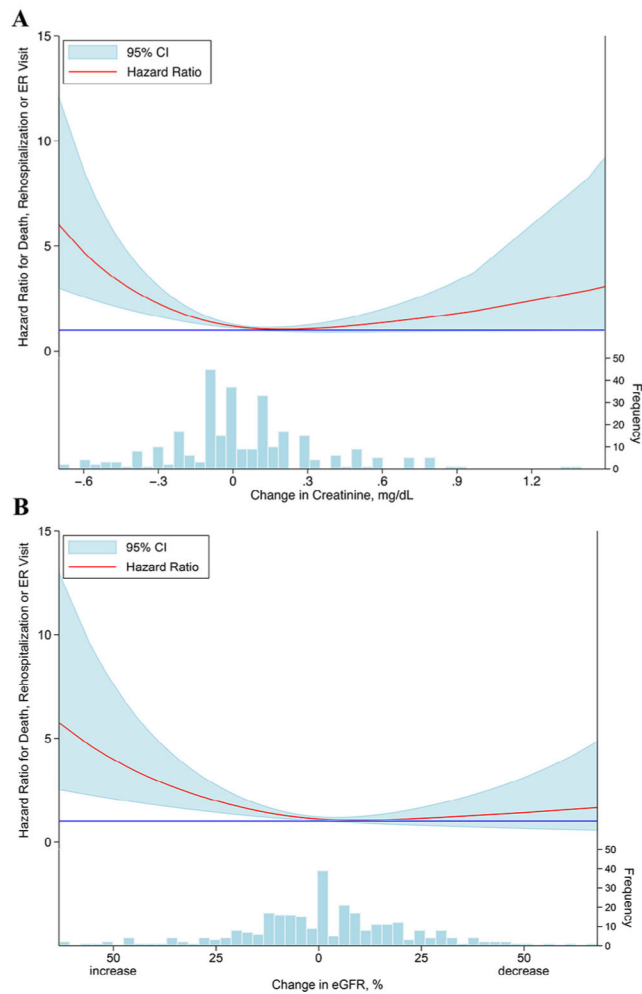 A
15
10
5
0
Hazard Ratio for Death, Rehospitalization or ER Visit
95% CI
Hazard Ratio
50
40
30
20
10
0
Frequency
-.6 -.3 0 .3 .6 .9 1.2
Change in Creatinine, mg/dL
B
15
10
5
0
Hazard Ratio for Death, Rehospitalization or ER Visit
95% CI
Hazard Ratio
50
40
30
20
10
0
Frequency
50 25 0 25 50
increase decrease
Change in eGFR, %